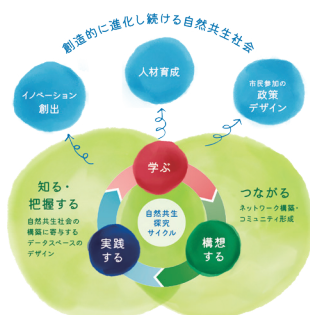 創造的に進化し続ける自然共生社会
人材育成
イノベーション
創出
市民参加の
政策
デザイン
学ぶ
知る・
把握する
自然共生社会の
構築に寄与する
データスペースの
デザイン
つながる
ネットワーク構築・
コミュニティ形成
自然共生
探究
サイクル
実践
する
構想
する